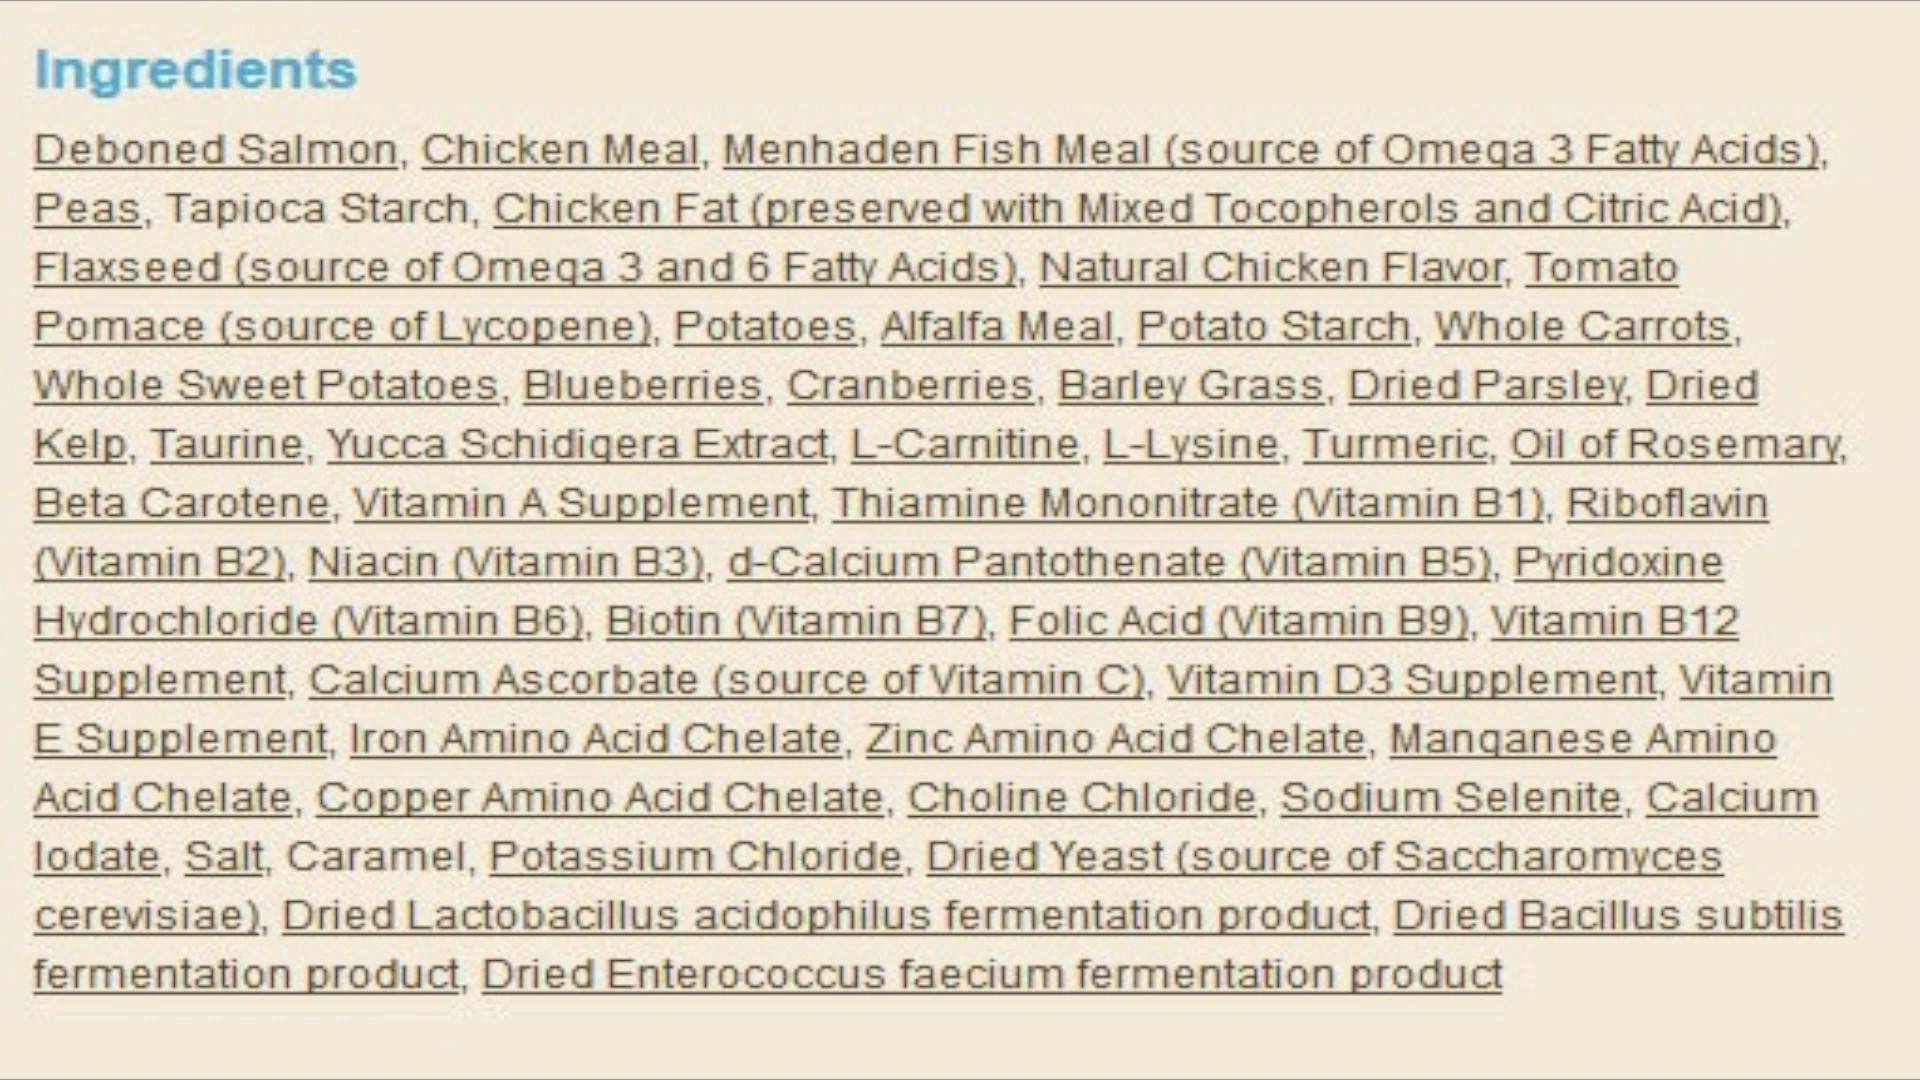 Ingredients
Deboned Salmon, Chicken Meal, Menhaden Fish Meal (source of Omega 3 Fatty Acids),
Peas, Tapioca Starch, Chicken Fat (preserved with Mixed Tocopherols and Citric Acid),
Flaxseed (source of Omega 3 and 6 Fatty Acids), Natural Chicken Flavor, Tomato
Pomace (source of Lycopene), Potatoes, Alfalfa Meal, Potato Starch, Whole Carrots,
Whole Sweet Potatoes, Blueberries, Cranberries, Barley Grass, Dried Parsley, Dried
Kelp, Taurine, Yucca Schidigera Extract, L-Carnitine, L-Lysine, Turmeric, Oil of Rosemary,
Beta Carotene, Vitamin A Supplement, Thiamine Mononitrate (Vitamin B1), Riboflavin
(Vitamin B2), Niacin (Vitamin B3), d-Calcium Pantothenate (Vitamin B5), Pyridoxine
Hydrochloride (Vitamin B6), Biotin (Vitamin B7), Folic Acid (Vitamin B9), Vitamin B12
Supplement, Calcium Ascorbate (source of Vitamin C), Vitamin D3 Supplement, Vitamin
E Supplement, Iron Amino Acid Chelate, Zinc Amino Acid Chelate, Manganese Amino
Acid Chelate, Copper Amino Acid Chelate, Choline Chloride, Sodium Selenite, Calcium
Iodate, Salt, Caramel, Potassium Chloride, Dried Yeast (source of Saccharomyces
cerevisiae), Dried Lactobacillus acidophilus fermentation product, Dried Bacillus subtilis
fermentation product, Dried Enterococcus faecium fermentation product